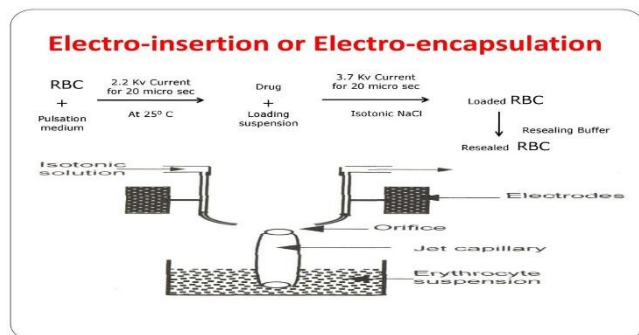 Electro-insertion or Electro-encapsulation
RBC
+
Pulsation
medium
2.2 Kv Current
for 20 micro sec
At 25⁰ C
Drug
+
Loading
suspension
3.7 Kv Current
for 20 micro sec
Isotonic NaCl
Loaded RBC
Resealing Buffer
Resealed RBC
Isotonic
solution
Electrodes
Orifice
Jet capillary
Erythrocyte
suspension